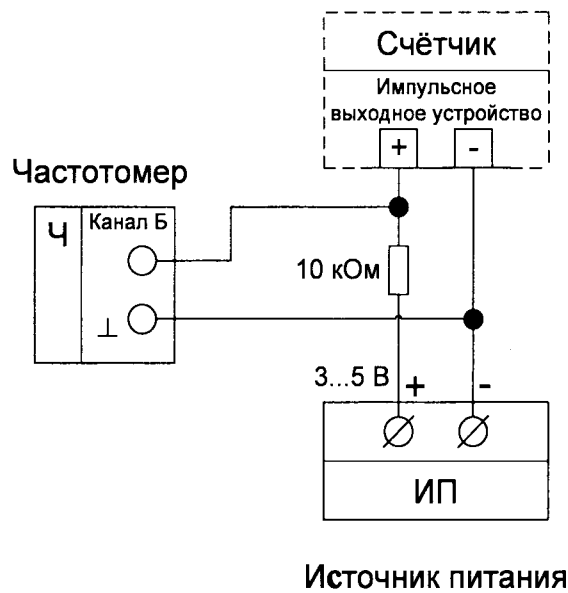 Счётчик
Импульсное
выходное устройство
+ -
Частотомер
Ч Канал Б
⊥
10 кОм
3...5 В + -
ИП
Источник питания